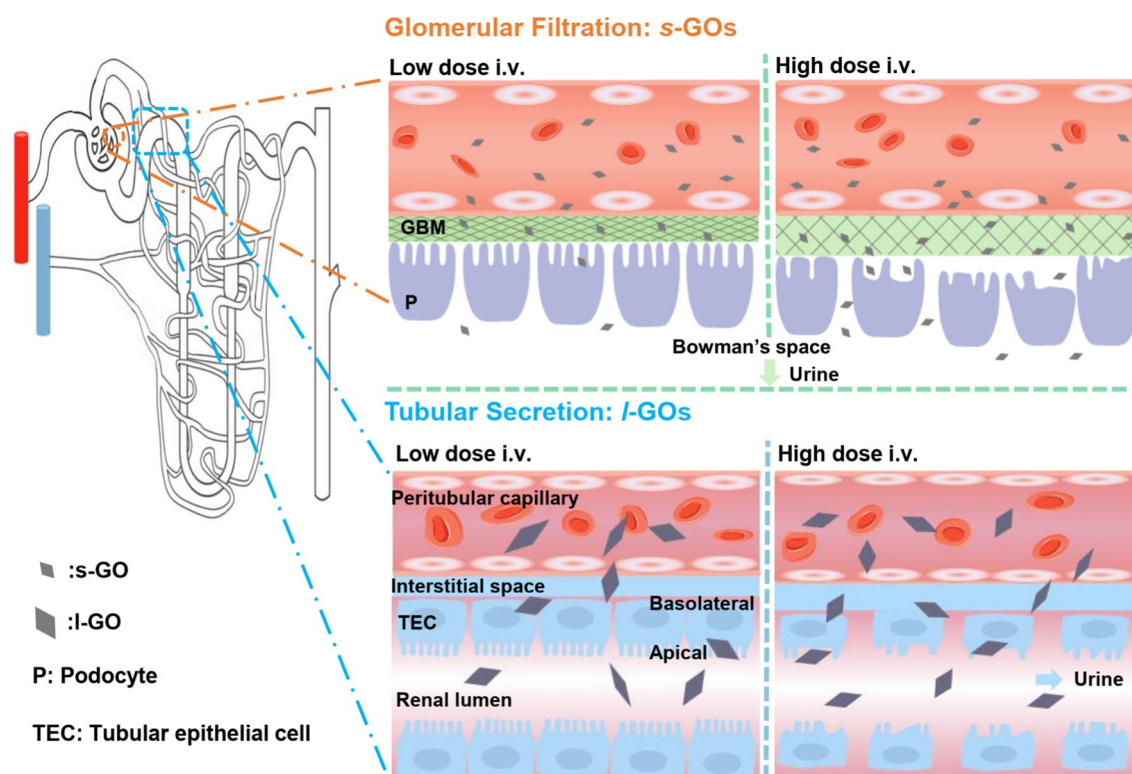 Glomerular Filtration: s-GOs
Low dose i.v.
High dose i.v.
GBM
P
Bowman's space
Urine
Tubular Secretion: l-GOs
Low dose i.v.
High dose i.v.
Peritubular capillary
Interstitial space
Basolateral
TEC
Apical
Renal lumen
Urine
:s-GO
:l-GO
P: Podocyte
TEC: Tubular epithelial cell